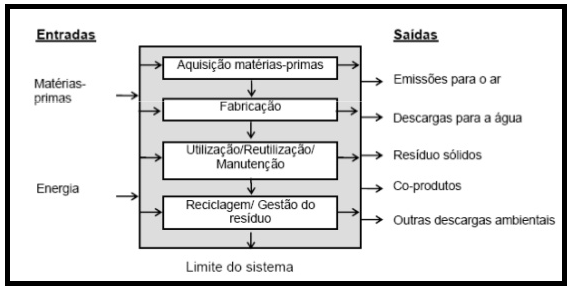 Entradas
Saídas
Matérias-
primas
Energia
Aquisição matérias-primas
Fabricação
Utilização/Reutilização/
Manutenção
Reciclagem/ Gestão do
resíduo
Emissões para o ar
Descargas para a água
Resíduo sólidos
Co-produtos
Outras descargas ambientais
Limite do sistema